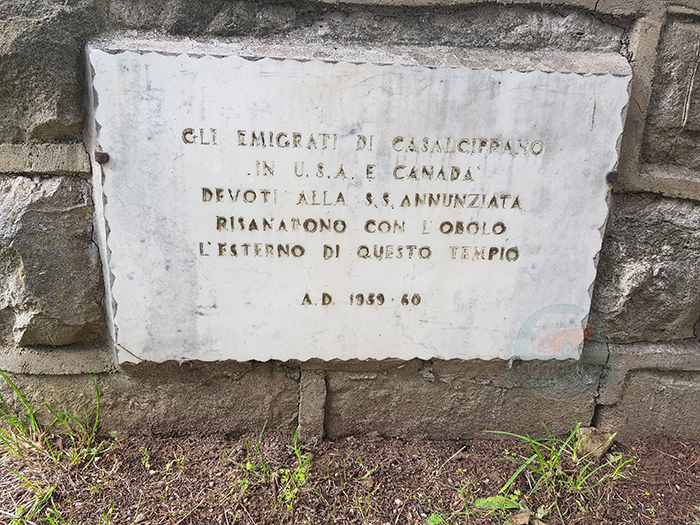 GLI EMIGRATI DI CASALCIPRANO
IN U.S.A. E CANADA
DEVOTI ALLA S.S. ANNUNZIATA
RISANARONO CON L'OBOLO
L'ESTERNO DI QUESTO TEMPIO
A.D. 1959-60